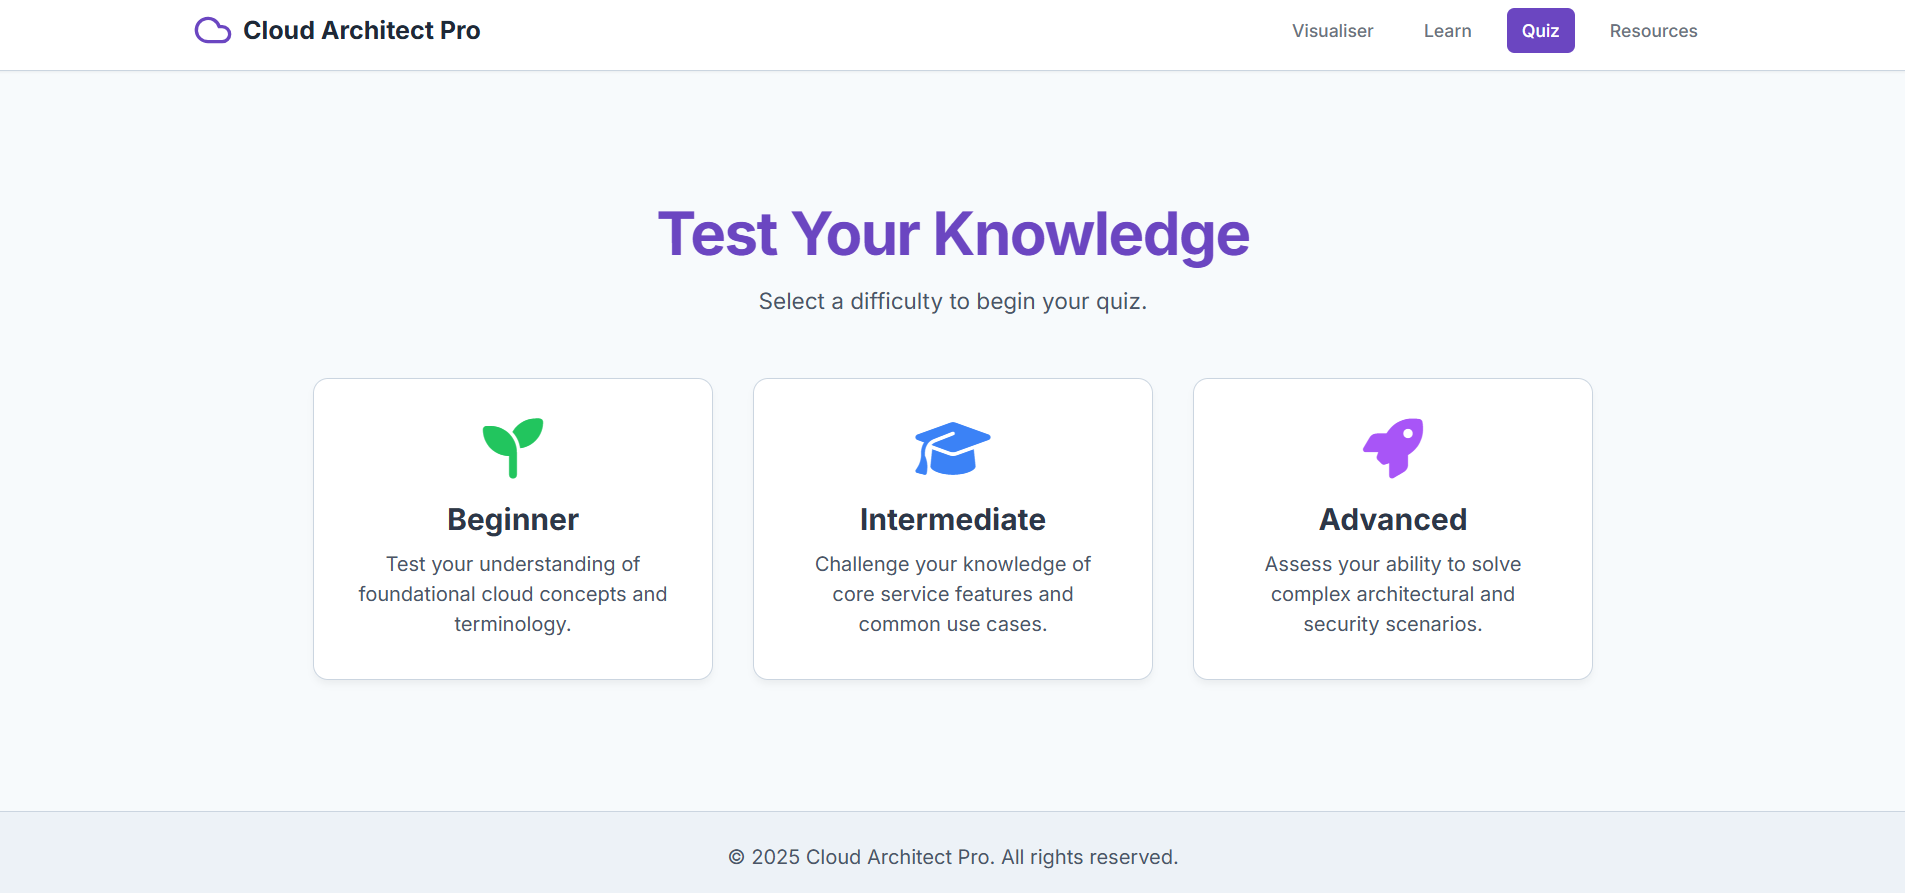 Cloud Architect Pro
Visualiser
Learn
Quiz
Resources
Test Your Knowledge
Select a difficulty to begin your quiz.
Beginner
Test your understanding of
foundational cloud concepts and
terminology.
Intermediate
Challenge your knowledge of
core service features and
common use cases.
Advanced
Assess your ability to solve
complex architectural and
security scenarios.
© 2025 Cloud Architect Pro. All rights reserved.